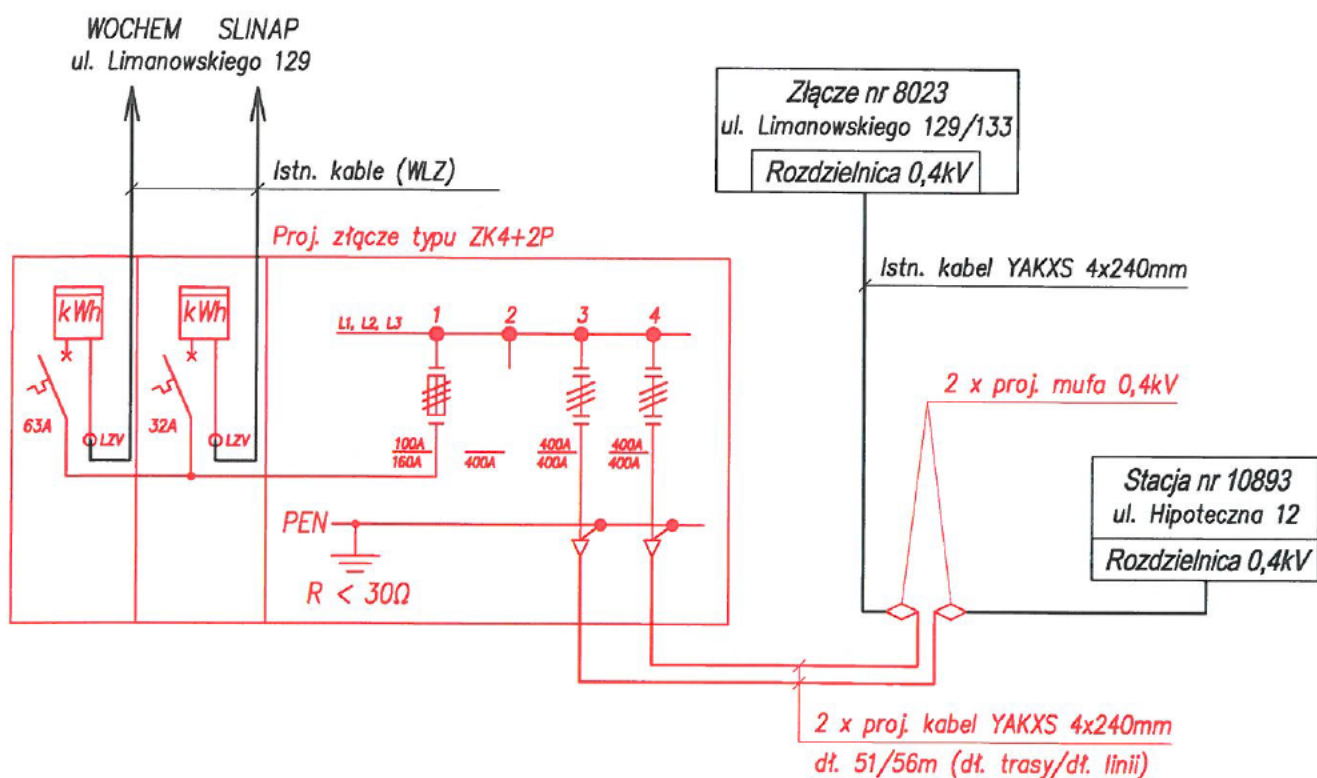 WOCHEM SLINAP
ul. Limanowskiego 129
Istn. kable (WLZ)
Złącze nr 8023
ul. Limanowskiego 129/133
Rozdzielnica 0,4kV
Proj. złącze typu ZK4+2P
Istn. kabel YAKXS 4x240mm
kWh
kWh
L1, L2, L3
1
2
3
4
63A
LZV
32A
LZV
100A
160A
400A
400A
400A
400A
400A
2 x proj. mufa 0,4kV
Stacja nr 10893
ul. Hipoteczna 12
Rozdzielnica 0,4kV
PEN
R < 30Ω
2 x proj. kabel YAKXS 4x240mm
dł. 51/56m (dł. trasy/dł. linii)